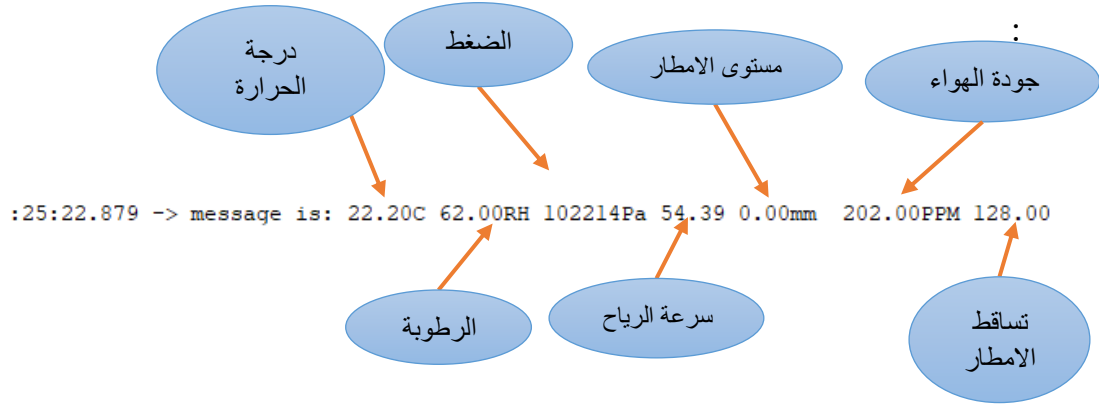 :
درجة
الحرارة
الضغط
مستوى الامطار
جودة الهواء
:25:22.879 -> message is: 22.20C 62.00RH 102214Pa 54.39 0.00mm  202.00PPM 128.00
الرطوبة
سرعة الرياح
تساقط
الامطار